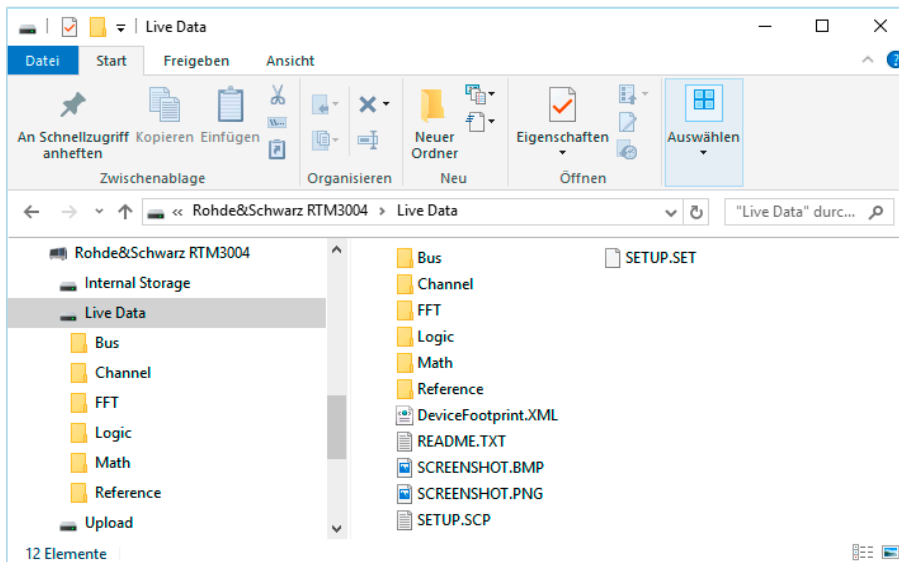 Live Data
Datei Start Freigeben Ansicht
An Schnellzugriff anheften
Kopieren
Einfügen
Neuer Ordner
Eigenschaften
Auswählen
Zwischenablage
Organisieren
Neu
Öffnen
« Rohde&Schwarz RTM3004 > Live Data
"Live Data" durc...
Rohde&Schwarz RTM3004
Internal Storage
Live Data
Bus
Channel
FFT
Logic
Math
Reference
Upload
Bus
Channel
FFT
Logic
Math
Reference
DeviceFootprint.XML
README.TXT
SCREENSHOT.BMP
SCREENSHOT.PNG
SETUP.SCP
SETUP.SET
12 Elemente